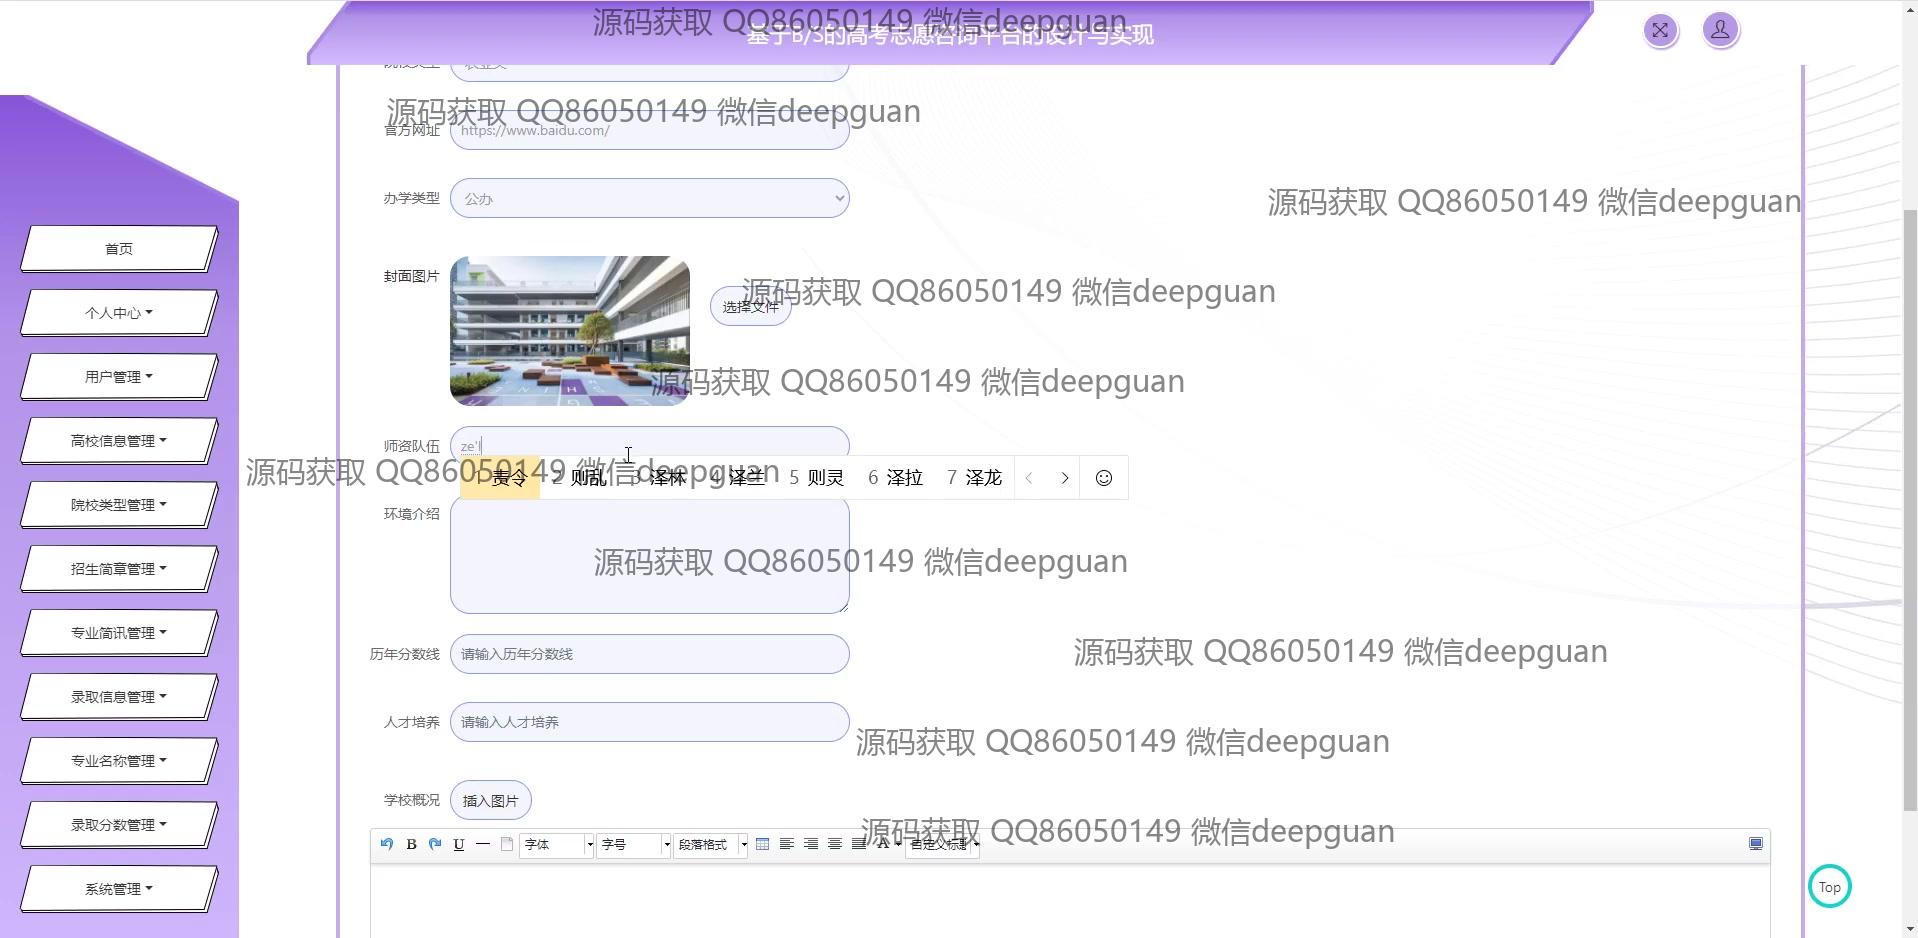 源码获取 QQ86050149 微信deepguan
基于B/S的高考志愿咨询平台的设计与实现
源码获取 QQ86050149 微信deepguan
官方网址
https://www.baidu.com/
办学类型
公办
源码获取 QQ86050149 微信deepguan
首页
封面图片
选择文件
源码获取 QQ86050149 微信deepguan
个人中心
用户管理
源码获取 QQ86050149 微信deepguan
高校信息管理
师资队伍
ze'l
源码获取 QQ86050149 微信deepguan
1 责令 2 则乱 3 泽林 4 泽兰 5 则灵 6 泽拉 7 泽龙
院校类型管理
环境介绍
源码获取 QQ86050149 微信deepguan
招生简章管理
专业简讯管理
历年分数线
请输入历年分数线
源码获取 QQ86050149 微信deepguan
录取信息管理
人才培养
请输入人才培养
源码获取 QQ86050149 微信deepguan
专业名称管理
学校概况
插入图片
录取分数管理
源码获取 QQ86050149 微信deepguan
B U 字体 字号 段落格式 A 自定义标题
系统管理
Top